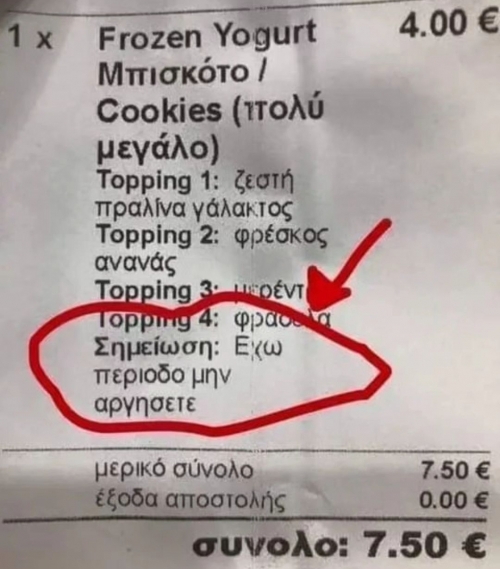 1 x Frozen Yogurt 4.00 €
Μπισκότο /
Cookies (πολύ
μεγάλο)
Topping 1: ζεστή
πραλίνα γάλακτος
Topping 2: φρέσκος
ανανάς
Topping 3:
Topping 4: φράουλα
Σημείωση: Εχω
περιοδο μην
αργησετε
μερικό σύνολο 7.50 €
έξοδα αποστολής 0.00 €
συνολο: 7.50 €